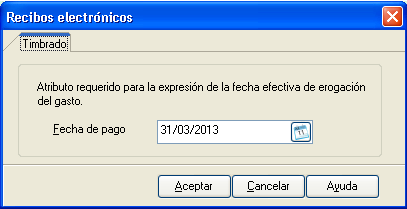 Recibos electrónicos
Timbrado
Atributo requerido para la expresión de la fecha efectiva de erogación
del gasto.
Fecha de pago 31/03/2013
Aceptar Cancelar Ayuda